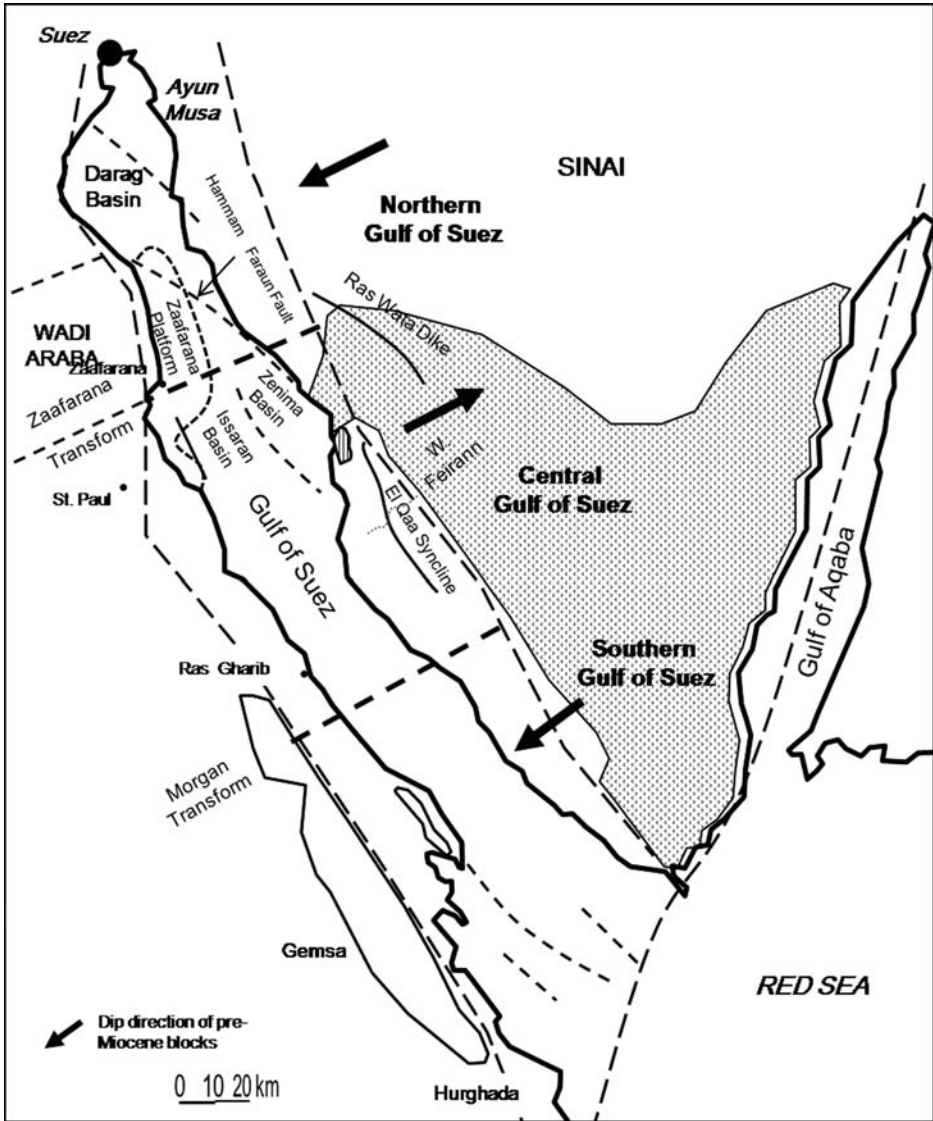 Suez
Ayun
Musa
SINAI
Darag
Basin
Hammam
Faraun Fault
Northern
Gulf of Suez
Ras Wata Dike
WADI
ARABA
Zaafarana
Zaafarana
Platform
Zaafarana
Transform
Zenima
Basin
Issaran
Basin
W.
Feirann
St. Paul
Central
Gulf of Suez
El Qaa Syncline
Gulf of Suez
Gulf of Aqaba
Ras Gharib
Southern
Gulf of Suez
Morgan
Transform
Gemsa
RED SEA
Dip direction of pre-
Miocene blocks
0 10 20 km
Hurghada